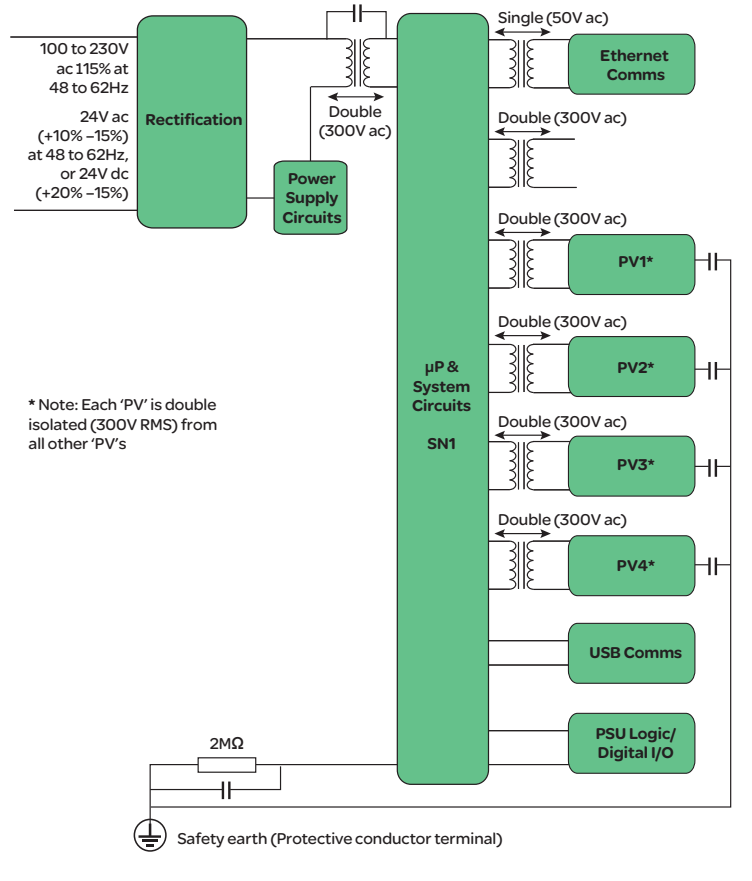 100 to 230V
ac 115% at
48 to 62Hz
24V ac
(+10% –15%)
at 48 to 62Hz,
or 24V dc
(+20% –15%)
Rectification
Power
Supply
Circuits
Double
(300V ac)
µP &
System
Circuits
SN1
Single (50V ac)
Ethernet
Comms
Double (300V ac)
Double (300V ac)
PV1*
Double (300V ac)
PV2*
Double (300V ac)
PV3*
Double (300V ac)
PV4*
USB Comms
PSU Logic/
Digital I/O
* Note: Each ‘PV’ is double
isolated (300V RMS) from
all other ‘PV’s
2MΩ
Safety earth (Protective conductor terminal)